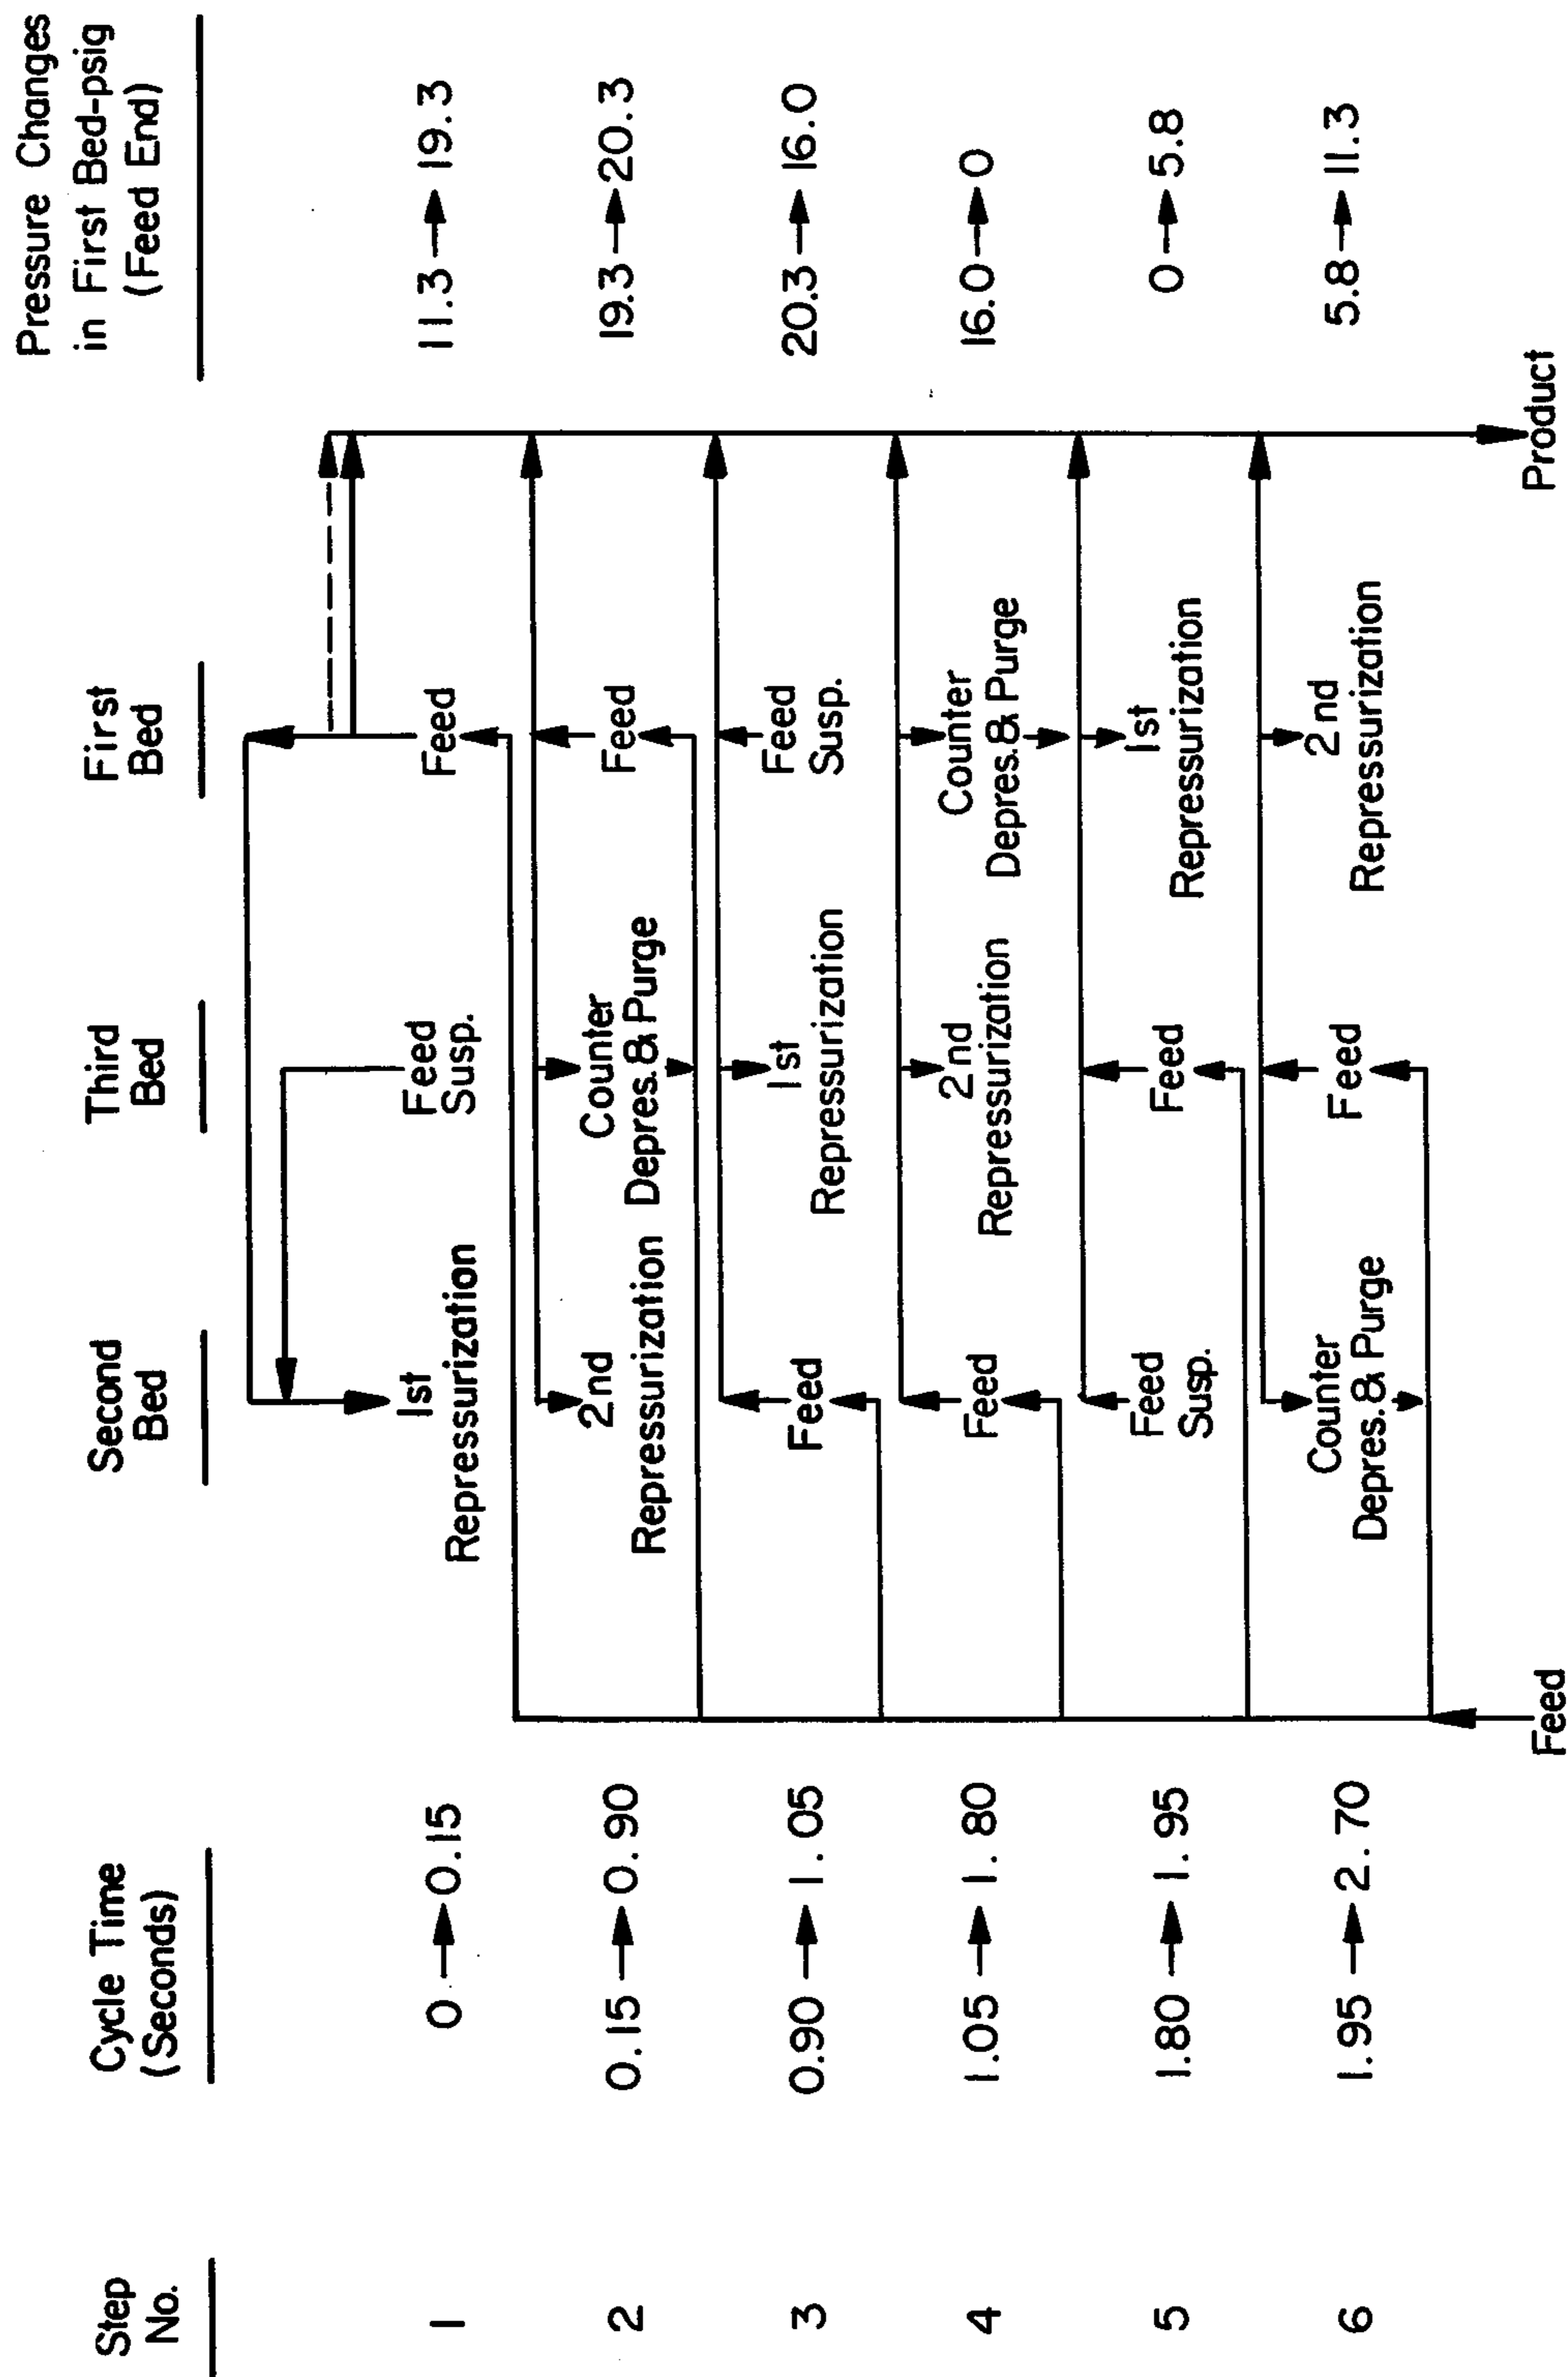 Step
No.
Cycle Time
(Seconds)
Second
Bed
Third
Bed
First
Bed
Pressure Changes
in First Bed-psig
(Feed End)
1
0 → 0.15
1st
Repressurization
Feed
Susp.
Feed
11.3 → 19.3
2
0.15 → 0.90
2nd
Repressurization
Counter
Depres. & Purge
Feed
19.3 → 20.3
3
0.90 → 1.05
Feed
1st
Repressurization
Feed
Susp.
20.3 → 16.0
4
1.05 → 1.80
Feed
2nd
Repressurization
Counter
Depres. & Purge
16.0 → 0
5
1.80 → 1.95
Feed
Susp.
Feed
1st
Repressurization
0 → 5.8
6
1.95 → 2.70
Counter
Depres. & Purge
Feed
2nd
Repressurization
5.8 → 11.3
Feed
Product